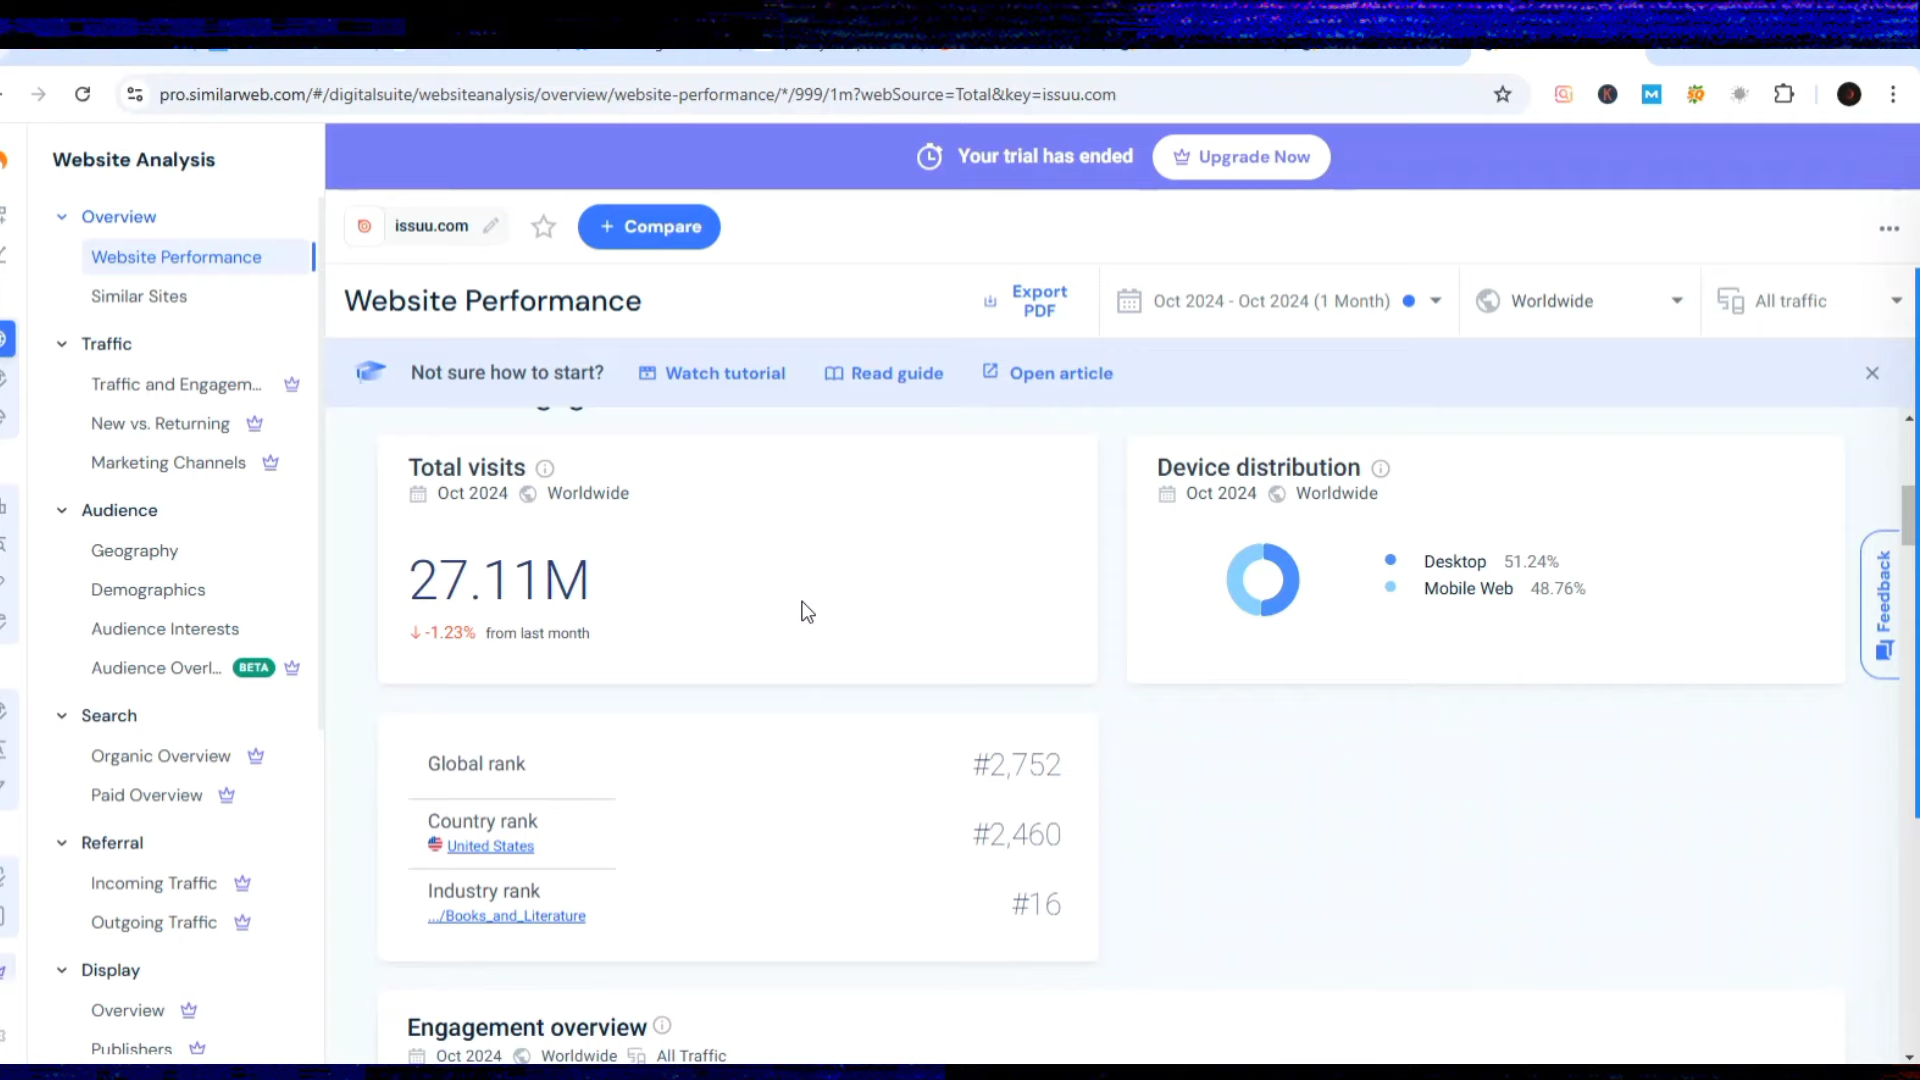 pro.similarweb.com/#/digitalsuite/websiteanalysis/overview/website-performance/*/999/1m?webSource=Total&key=issuu.com
Website Analysis
Your trial has ended
Upgrade Now
Overview
Website Performance
Similar Sites
Traffic
Traffic and Engagem...
New vs. Returning
Marketing Channels
Audience
Geography
Demographics
Audience Interests
Audience Overl... BETA
Search
Organic Overview
Paid Overview
Referral
Incoming Traffic
Outgoing Traffic
Display
Overview
Publishers
issuu.com
+ Compare
Website Performance
Export
PDF
Oct 2024 - Oct 2024 (1 Month)
Worldwide
All traffic
Not sure how to start?
Watch tutorial
Read guide
Open article
Total visits
Oct 2024 Worldwide
27.11M
-1.23% from last month
Device distribution
Oct 2024 Worldwide
Desktop 51.24%
Mobile Web 48.76%
Feedback
Global rank #2,752
Country rank
United States
#2,460
Industry rank
.../Books_and_Literature
#16
Engagement overview
Oct 2024 Worldwide All Traffic